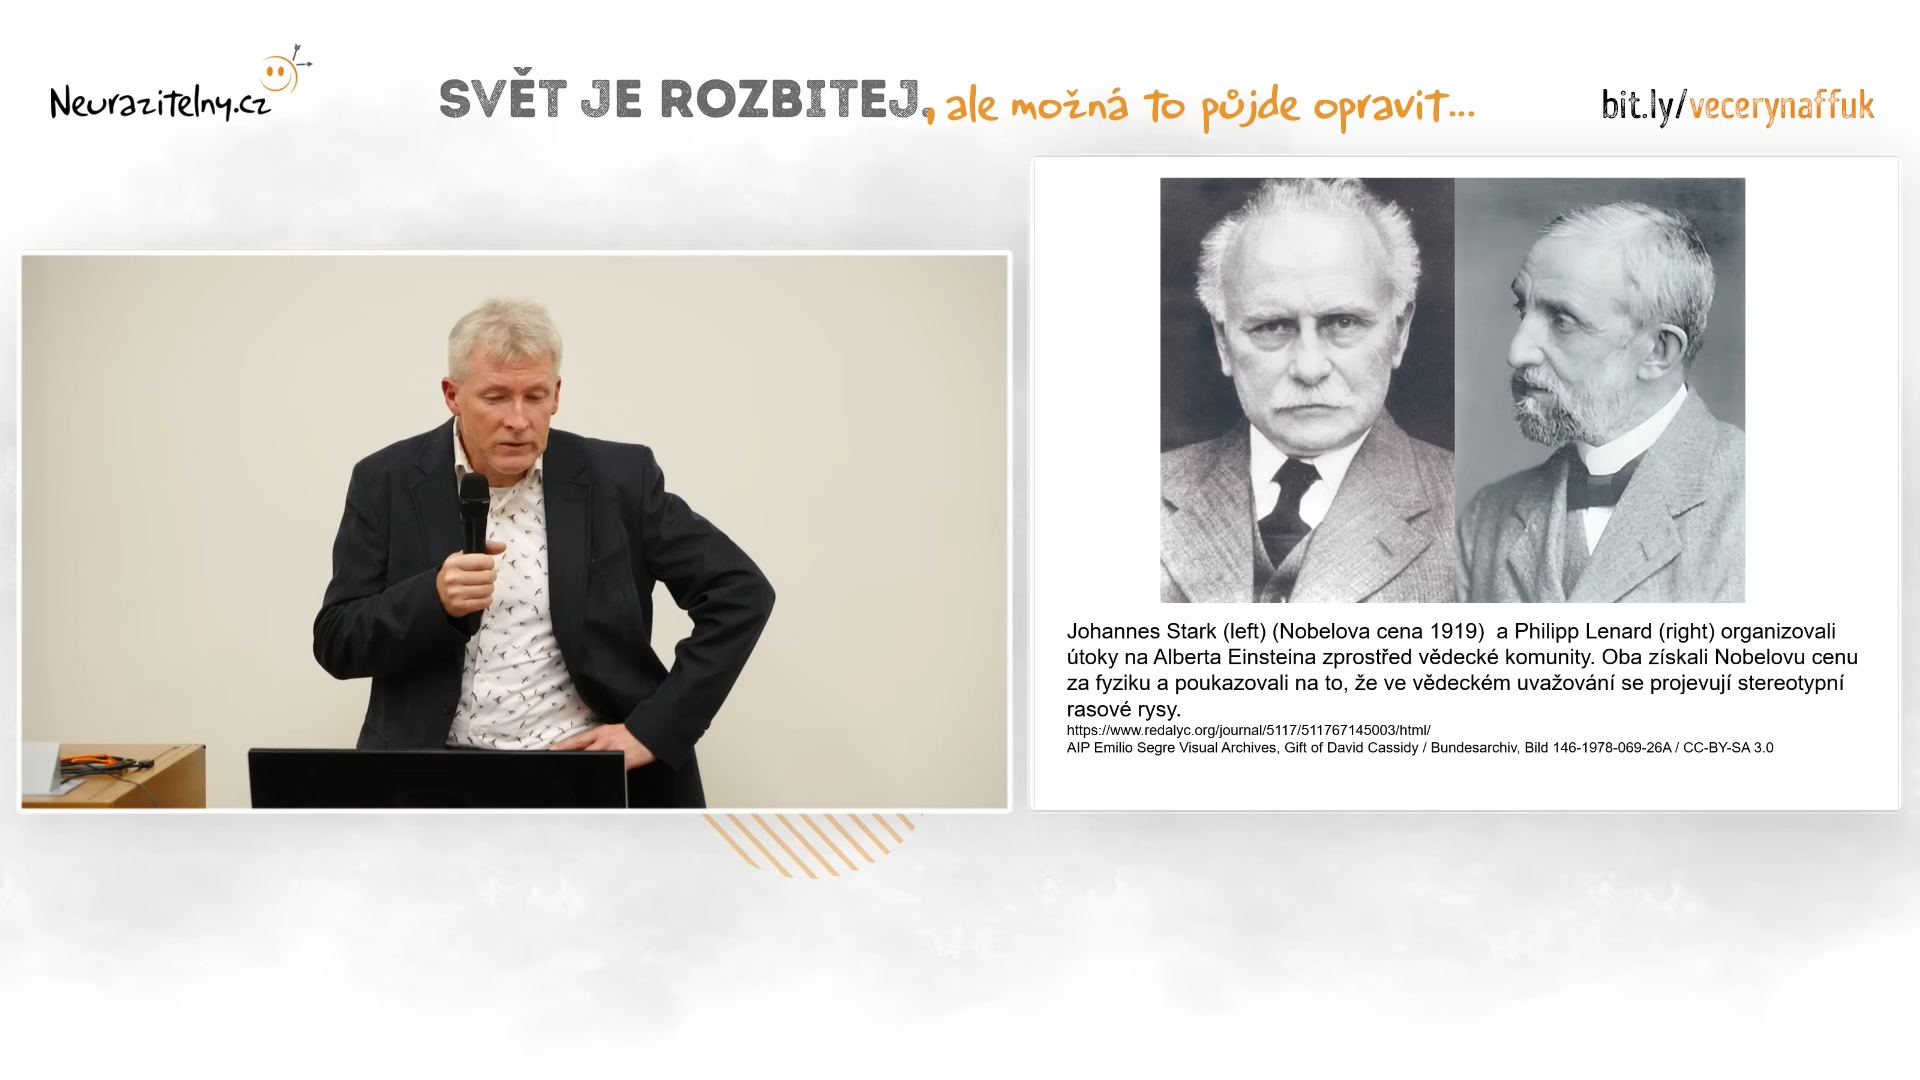 Neurazitelny.cz
SVĚT JE ROZBITEJ, ale možná to půjde opravit...
bit.ly/vecerynaffuk
Johannes Stark (left) (Nobelova cena 1919)  a Philipp Lenard (right) organizovali
útoky na Alberta Einsteina zprostřed vědecké komunity. Oba získali Nobelovu cenu
za fyziku a poukazovali na to, že ve vědeckém uvažování se projevují stereotypní
rasové rysy.
https://www.redalyc.org/journal/5117/511767145003/html/
AIP Emilio Segre Visual Archives, Gift of David Cassidy / Bundesarchiv, Bild 146-1978-069-26A / CC-BY-SA 3.0